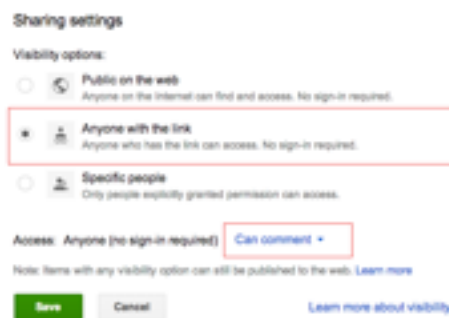 Sharing settings
Visibility options:
Public on the web
Anyone on the Internet can find and access. No sign-in required.
Anyone with the link
Anyone who has the link can access. No sign-in required.
Specific people
Only people explicitly granted permission can access.
Access: Anyone (no sign-in required) Can comment
Note: Items with any visibility option can still be published to the web. Learn more
Save Cancel Learn more about visibility